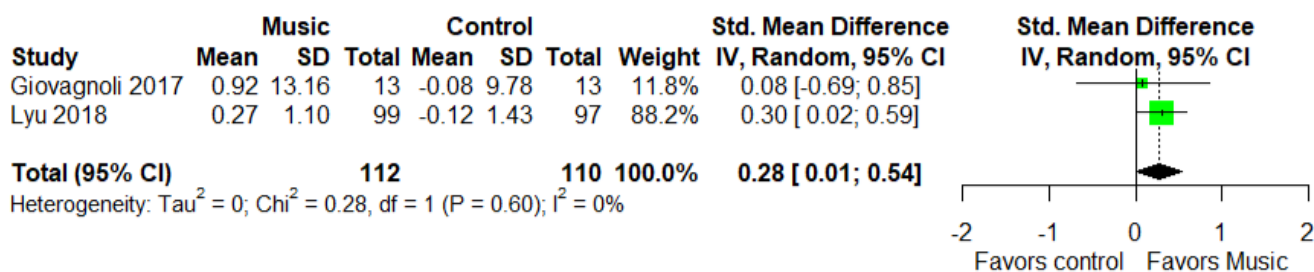 Music Control Std. Mean Difference Std. Mean Difference
Study Mean SD Total Mean SD Total Weight IV, Random, 95% CI IV, Random, 95% CI
Giovagnoli 2017 0.92 13.16 13 -0.08 9.78 13 11.8% 0.08 [-0.69; 0.85]
Lyu 2018 0.27 1.10 99 -0.12 1.43 97 88.2% 0.30 [ 0.02; 0.59]
Total (95% CI) 112 110 100.0% 0.28 [ 0.01; 0.54]
Heterogeneity: Tau² = 0; Chi² = 0.28, df = 1 (P = 0.60); I² = 0%
-2 -1 0 1 2
Favors control Favors Music